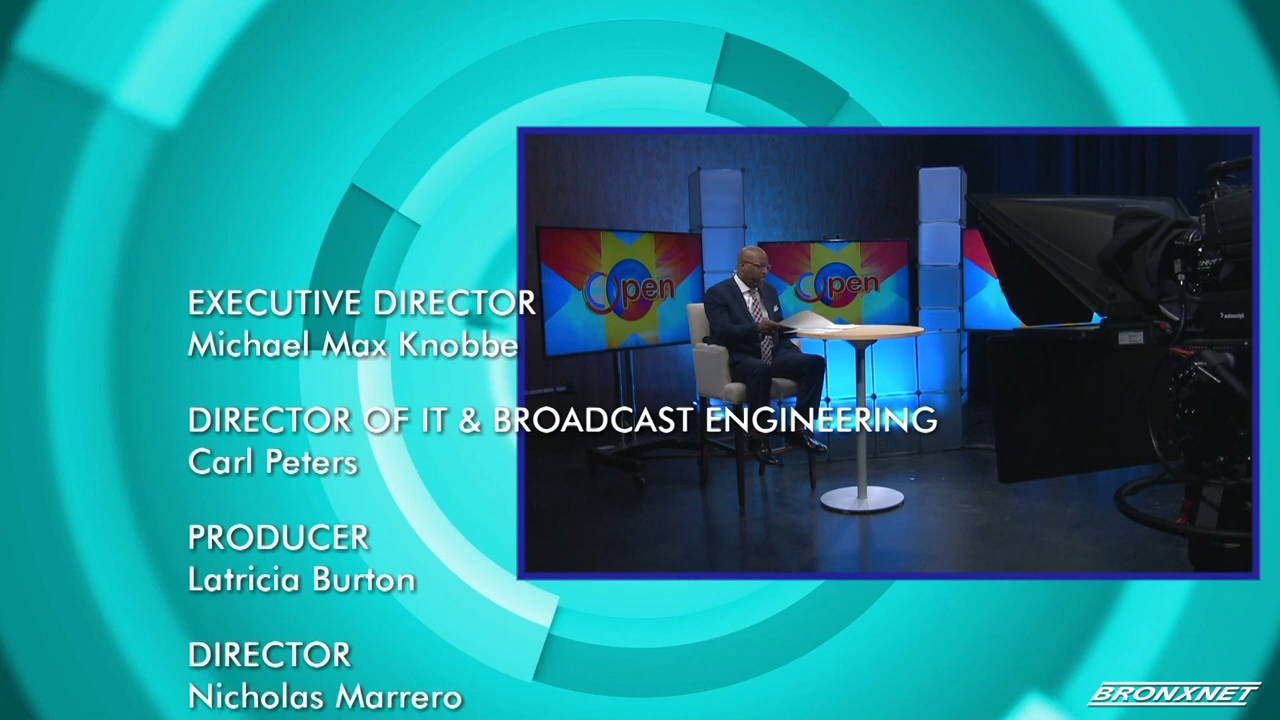 EXECUTIVE DIRECTOR
Michael Max Knobbe
DIRECTOR OF IT & BROADCAST ENGINEERING
Carl Peters
PRODUCER
Latricia Burton
DIRECTOR
Nicholas Marrero
Open
Open
autoscript
BRONXNET